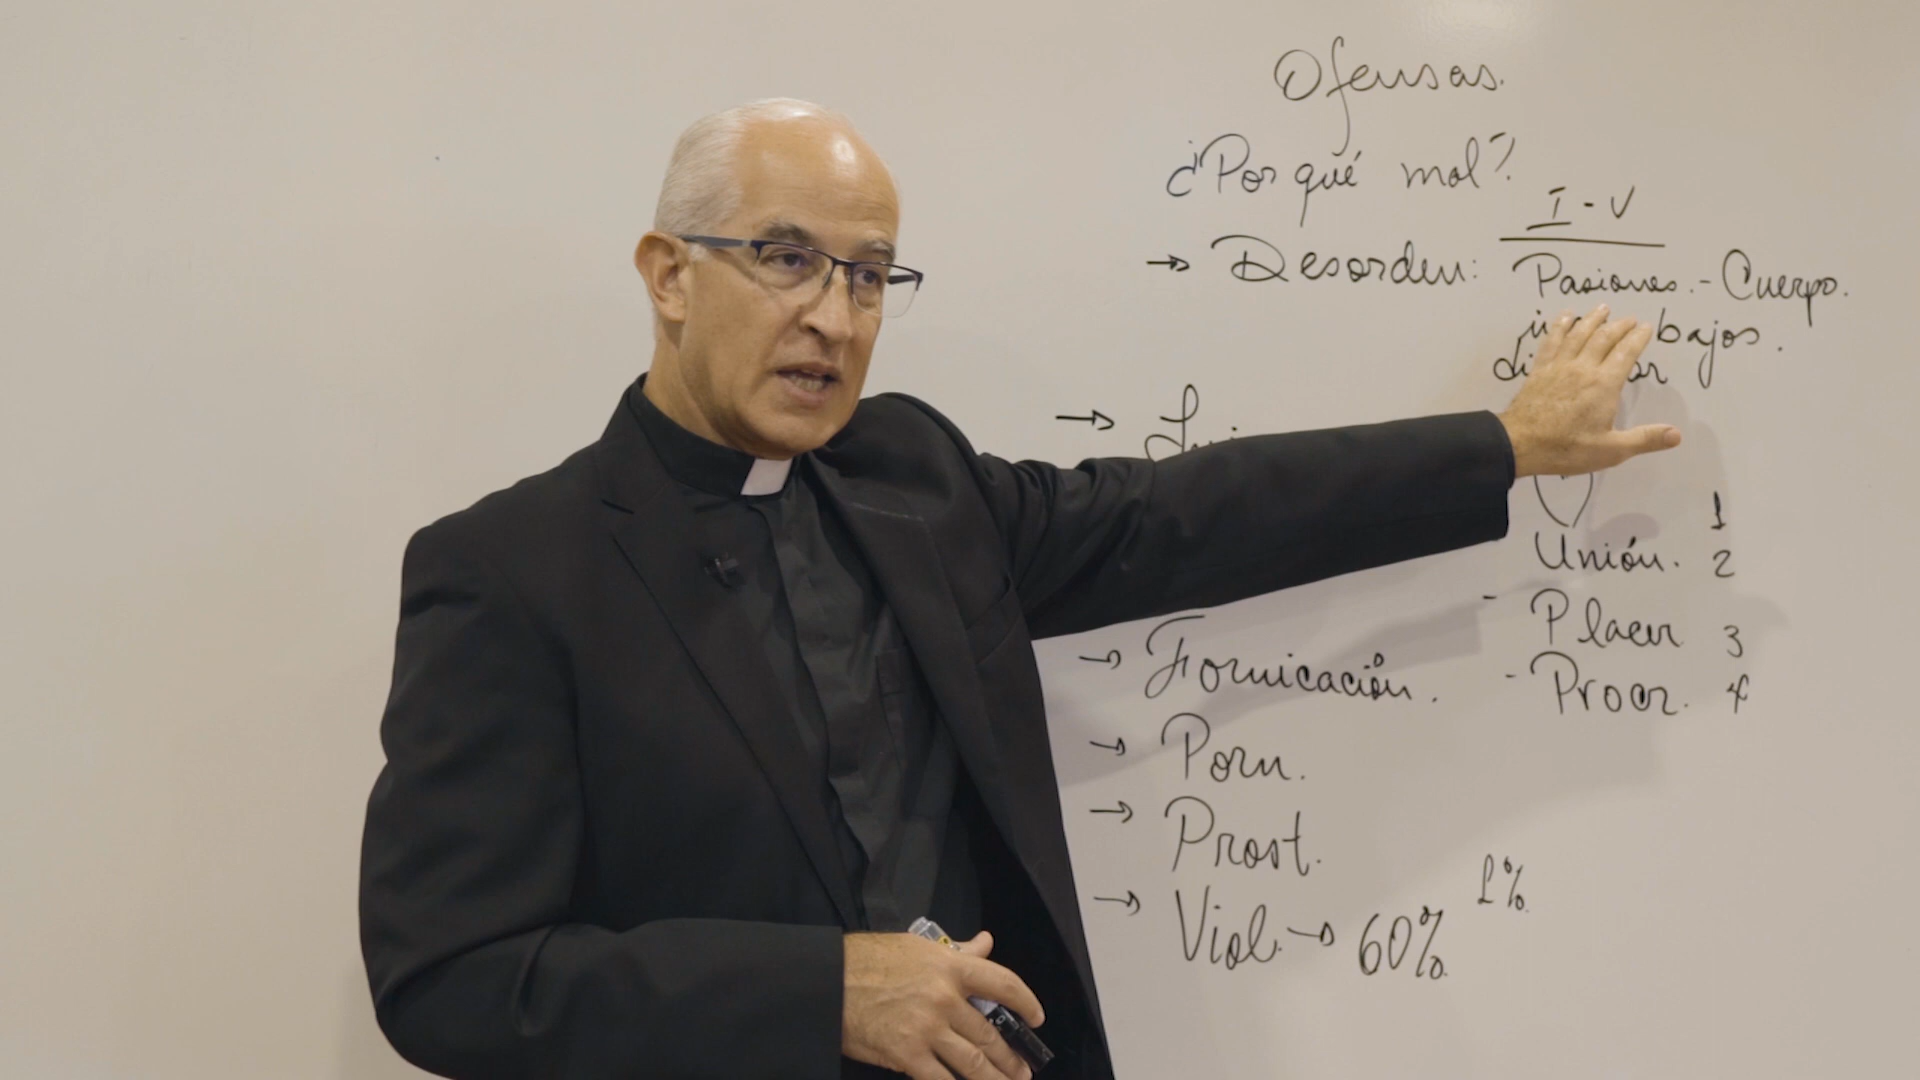 Ofensas.
¿Por qué mal?
I - V
→ Desorden: Pasiones. - Cuerpo.
bajos.
→
1
Unión. 2
- Placer 3
→ Fornicación. - Procr. 4
→ Porn.
→ Prost.
1%.
→ Viol. → 60%.